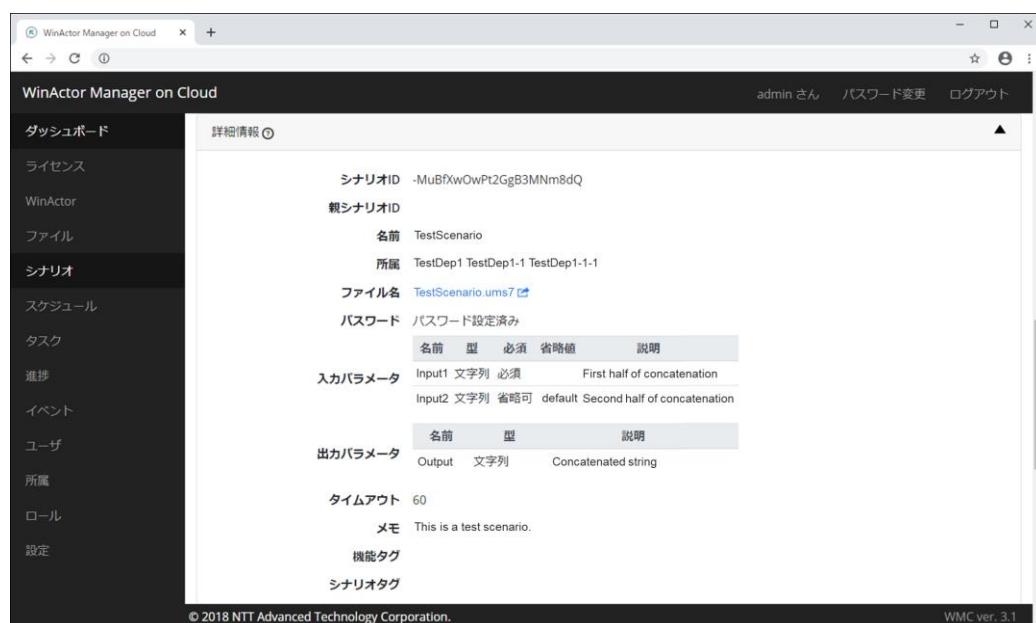 WinActor Manager on Cloud
WinActor Manager on Cloud admin さん パスワード変更 ログアウト
ダッシュボード
ライセンス
WinActor
ファイル
シナリオ
スケジュール
タスク
進捗
イベント
ユーザ
所属
ロール
設定
詳細情報
シナリオID -MuBfXwOwPt2GgB3MNm8dQ
親シナリオID
名前 TestScenario
所属 TestDep1 TestDep1-1 TestDep1-1-1
ファイル名 TestScenario.ums7
パスワード パスワード設定済み
入力パラメータ
名前 型 必須 省略値 説明
Input1 文字列 必須 First half of concatenation
Input2 文字列 省略可 default Second half of concatenation
出力パラメータ
名前 型 説明
Output 文字列 Concatenated string
タイムアウト 60
メモ This is a test scenario.
機能タグ
シナリオタグ
© 2018 NTT Advanced Technology Corporation. WMC ver. 3.1